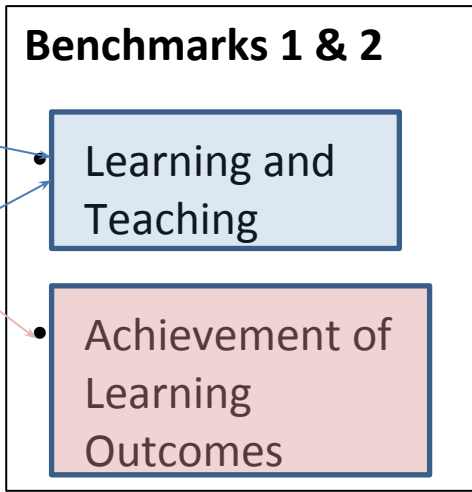 Benchmarks 1 & 2
• Learning and
Teaching
• Achievement of
Learning
Outcomes